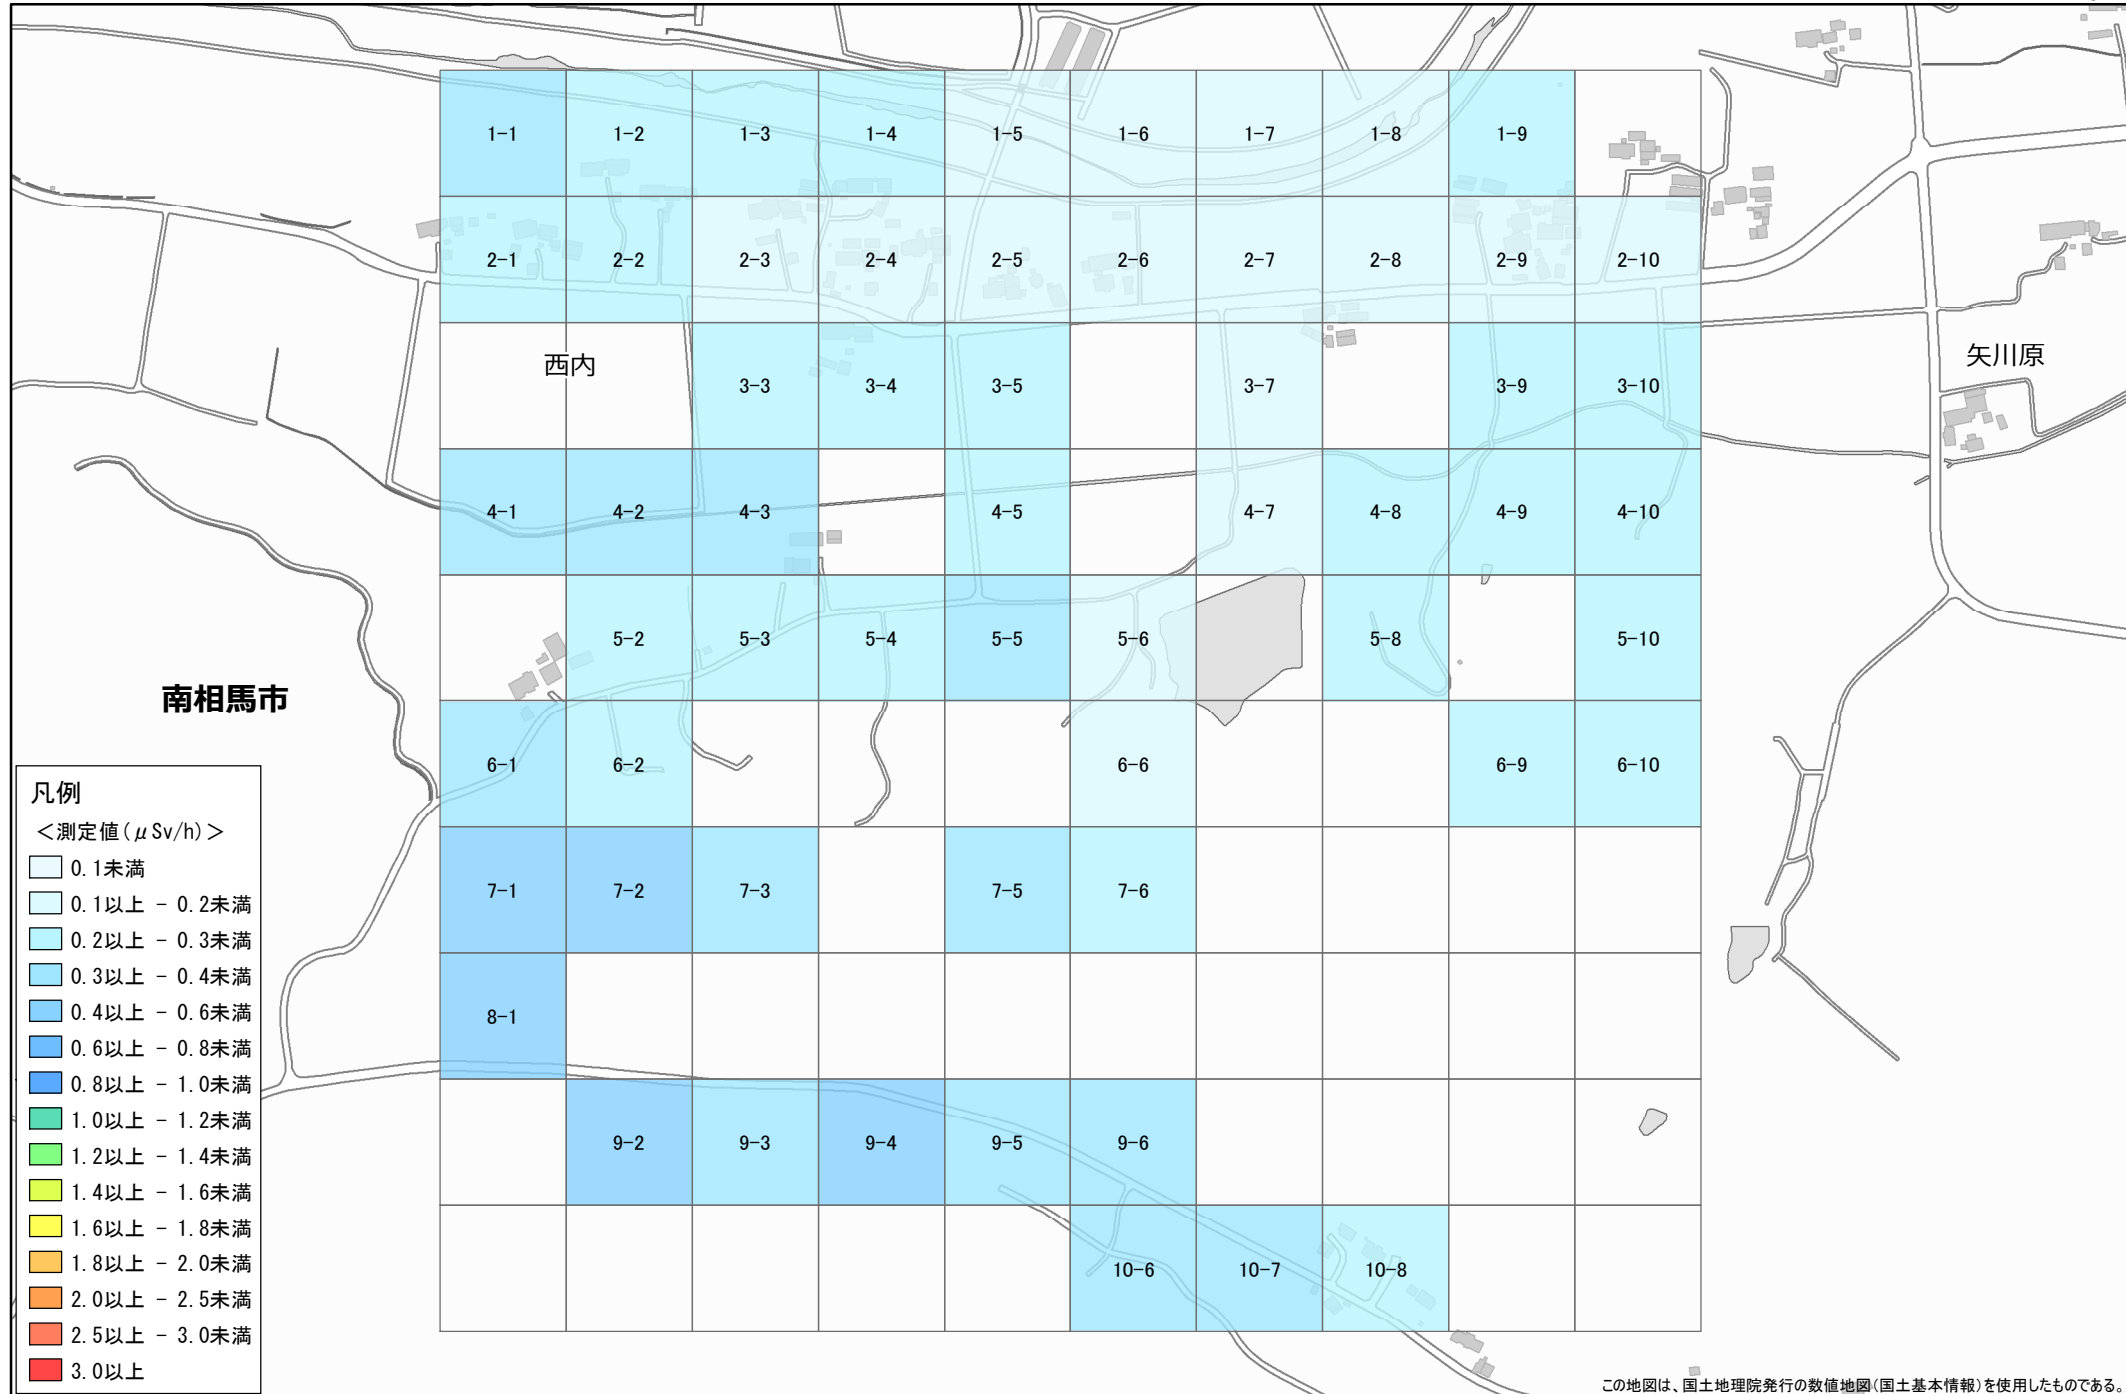 1-1 1-2 1-3 1-4 1-5 1-6 1-7 1-8 1-9
2-1 2-2 2-3 2-4 2-5 2-6 2-7 2-8 2-9 2-10
西内
矢川原
3-3 3-4 3-5 3-7 3-9 3-10
4-1 4-2 4-3 4-5 4-7 4-8 4-9 4-10
5-2 5-3 5-4 5-5 5-6 5-8 5-10
南相馬市
6-1 6-2 6-6 6-9 6-10
7-1 7-2 7-3 7-5 7-6
8-1
9-2 9-3 9-4 9-5 9-6
10-6 10-7 10-8
凡例
＜測定値(μSv/h)＞
0.1未満
0.1以上 - 0.2未満
0.2以上 - 0.3未満
0.3以上 - 0.4未満
0.4以上 - 0.6未満
0.6以上 - 0.8未満
0.8以上 - 1.0未満
1.0以上 - 1.2未満
1.2以上 - 1.4未満
1.4以上 - 1.6未満
1.6以上 - 1.8未満
1.8以上 - 2.0未満
2.0以上 - 2.5未満
2.5以上 - 3.0未満
3.0以上
この地図は、国土地理院発行の数値地図(国土基本情報)を使用したものである。